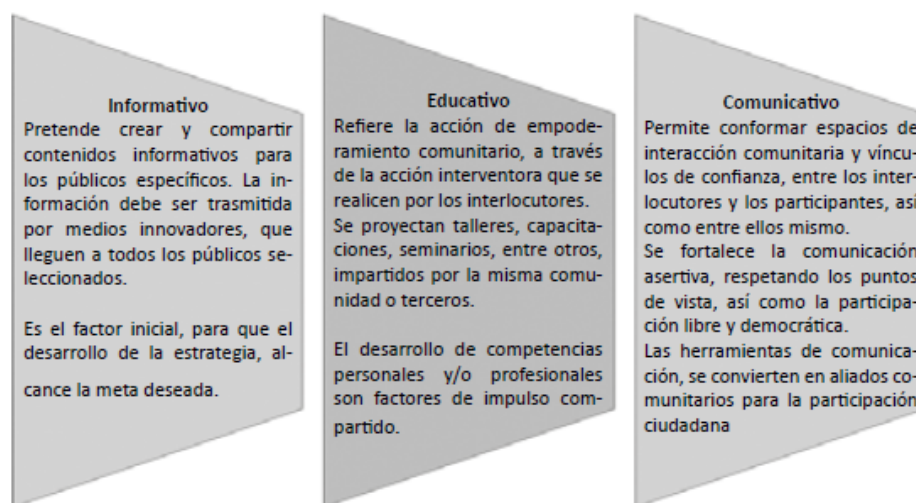 Informativo
Pretende crear y compartir
contenidos informativos para
los públicos específicos. La in-
formación debe ser trasmitida
por medios innovadores, que
lleguen a todos los públicos se-
leccionados.
Es el factor inicial, para que el
desarrollo de la estrategia, al-
cance la meta deseada.
Educativo
Refiere la acción de empode-
ramiento comunitario, a través
de la acción interventora que se
realicen por los interlocutores.
Se proyectan talleres, capacita-
ciones, seminarios, entre otros,
impartidos por la misma comu-
nidad o terceros.
El desarrollo de competencias
personales y/o profesionales
son factores de impulso com-
partido.
Comunicativo
Permite conformar espacios de
interacción comunitaria y víncu-
los de confianza, entre los inter-
locutores y los participantes, así
como entre ellos mismo.
Se fortalece la comunicación
asertiva, respetando los puntos
de vista, así como la participa-
ción libre y democrática.
Las herramientas de comunica-
ción, se convierten en aliados co-
munitarios para la participación
ciudadana